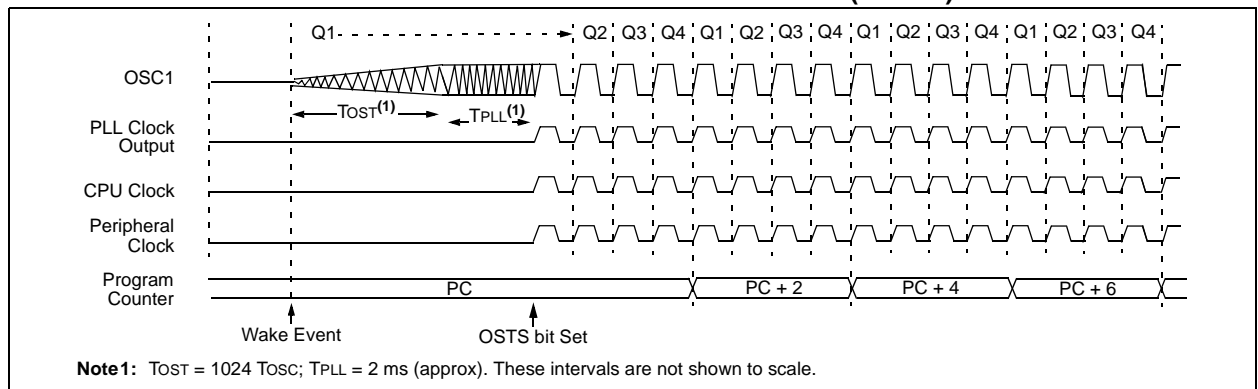 Q1 Q2 Q3 Q4 Q1 Q2 Q3 Q4 Q1 Q2 Q3 Q4 Q1 Q2 Q3 Q4
OSC1
TOST(1) TPLL(1)
PLL Clock
Output
CPU Clock
Peripheral
Clock
Program
Counter
PC PC + 2 PC + 4 PC + 6
Wake Event OSTS bit Set
Note1: TOST = 1024 TOSC; TPLL = 2 ms (approx). These intervals are not shown to scale.